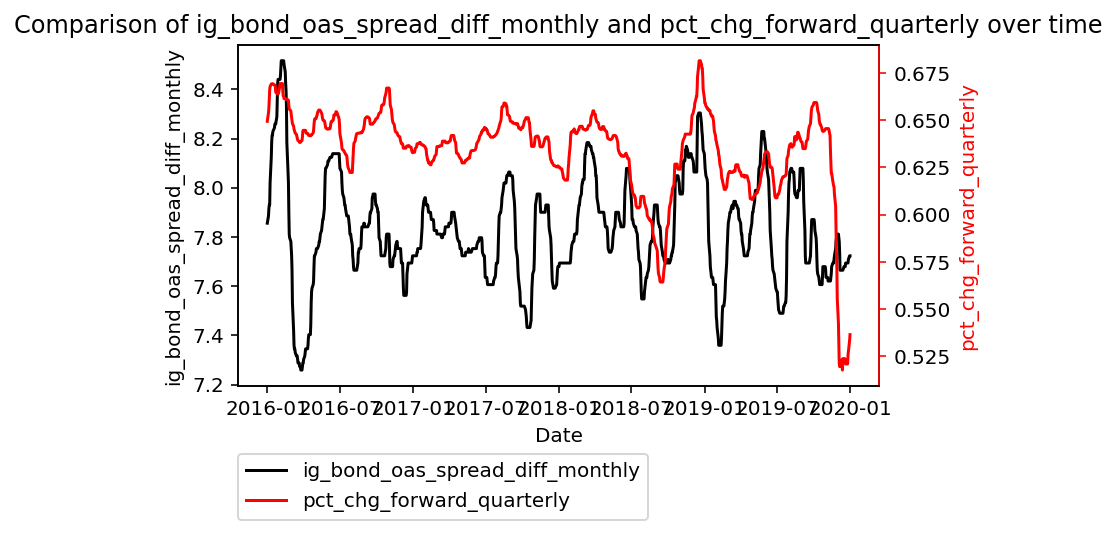 Comparison of ig_bond_oas_spread_diff_monthly and pct_chg_forward_quarterly over time
ig_bond_oas_spread_diff_monthly
8.4
8.2
8.0
7.8
7.6
7.4
7.2
0.675
0.650
0.625
0.600
0.575
0.550
0.525
pct_chg_forward_quarterly
2016-01 2016-07 2017-01 2017-07 2018-01 2018-07 2019-01 2019-07 2020-01
Date
ig_bond_oas_spread_diff_monthly
pct_chg_forward_quarterly